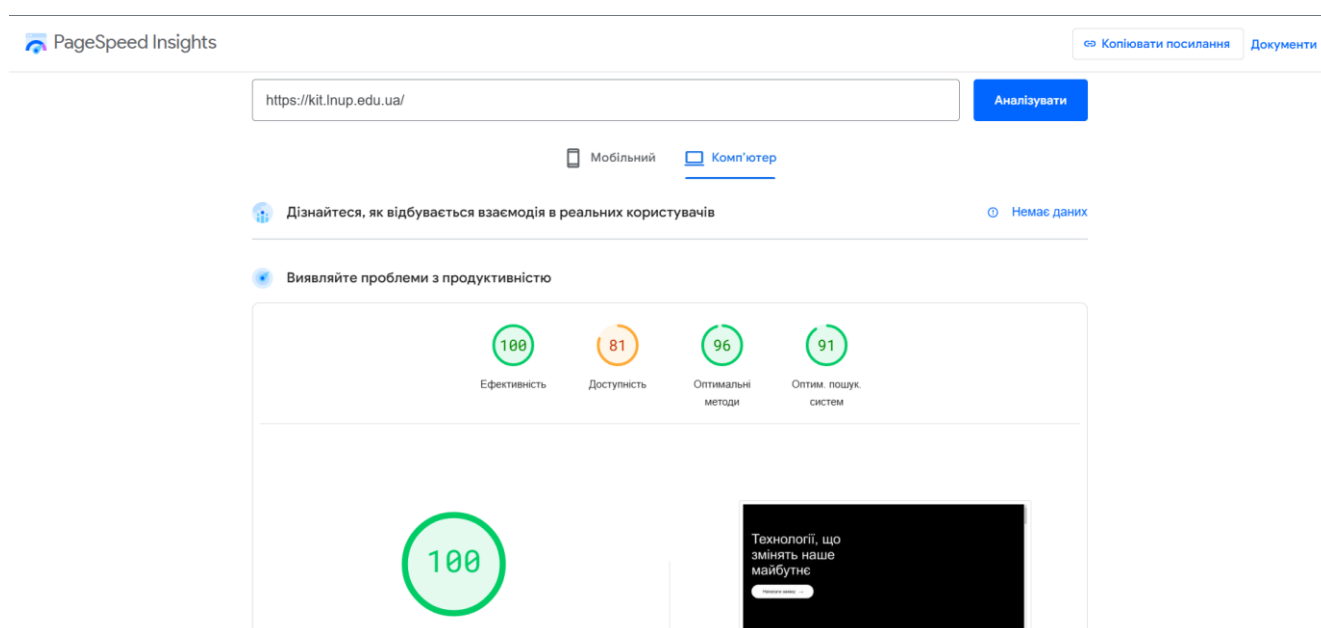 PageSpeed Insights
Копіювати посилання
Документи
https://kit.lnup.edu.ua/
Аналізувати
Мобільний
Комп'ютер
Дізнайтеся, як відбувається взаємодія в реальних користувачів
Немає даних
Виявляйте проблеми з продуктивністю
100
81
96
91
Ефективність
Доступність
Оптимальні
методи
Оптим. пошук.
систем
100
Технології, що
змінять наше
майбутнє